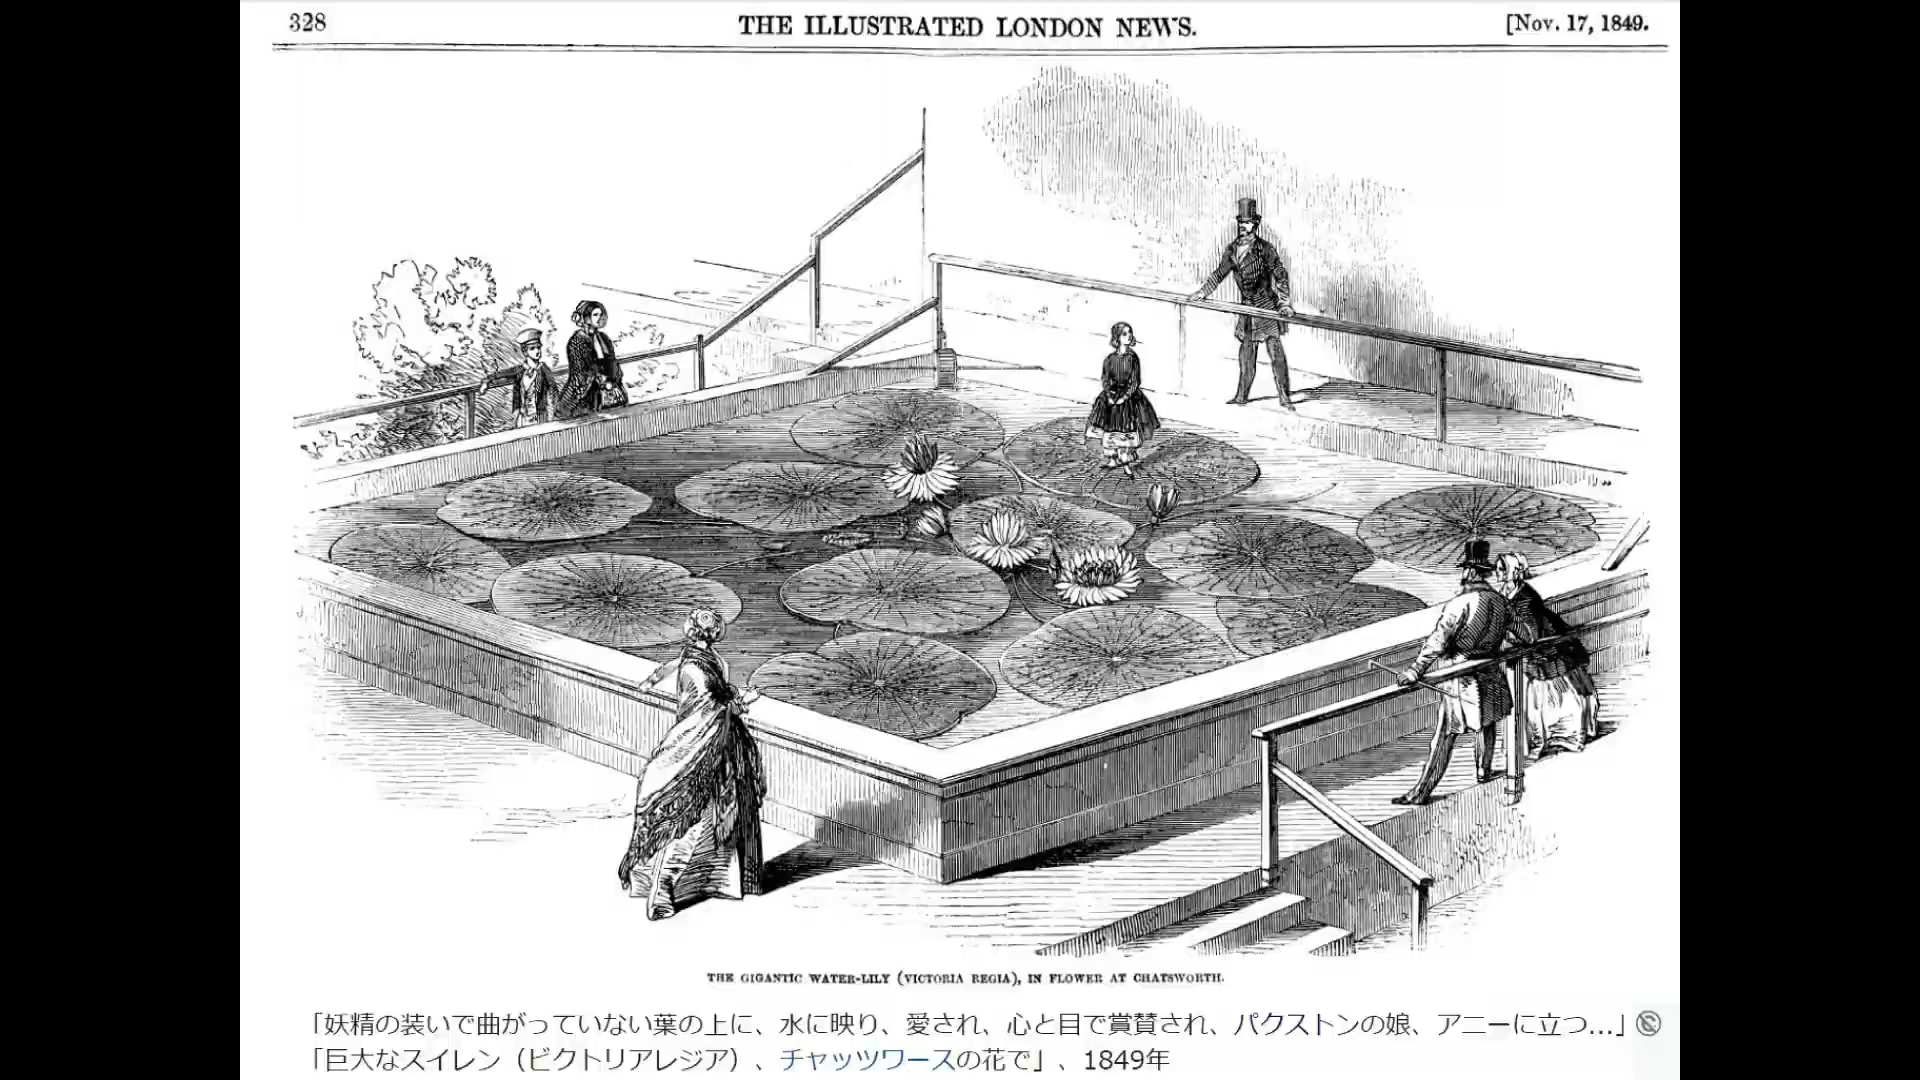 328
THE ILLUSTRATED LONDON NEWS.
[Nov. 17, 1849.
THE GIGANTIC WATER-LILY (VICTORIA REGIA), IN FLOWER AT CHATSWORTH.
「妖精の装いで曲がっていない葉の上に、水に映り、愛され、心と目で賞賛され、パクストンの娘、アニーに立つ...」
「巨大なスイレン（ビクトリアレジア）、チャッツワースの花で」、1849年